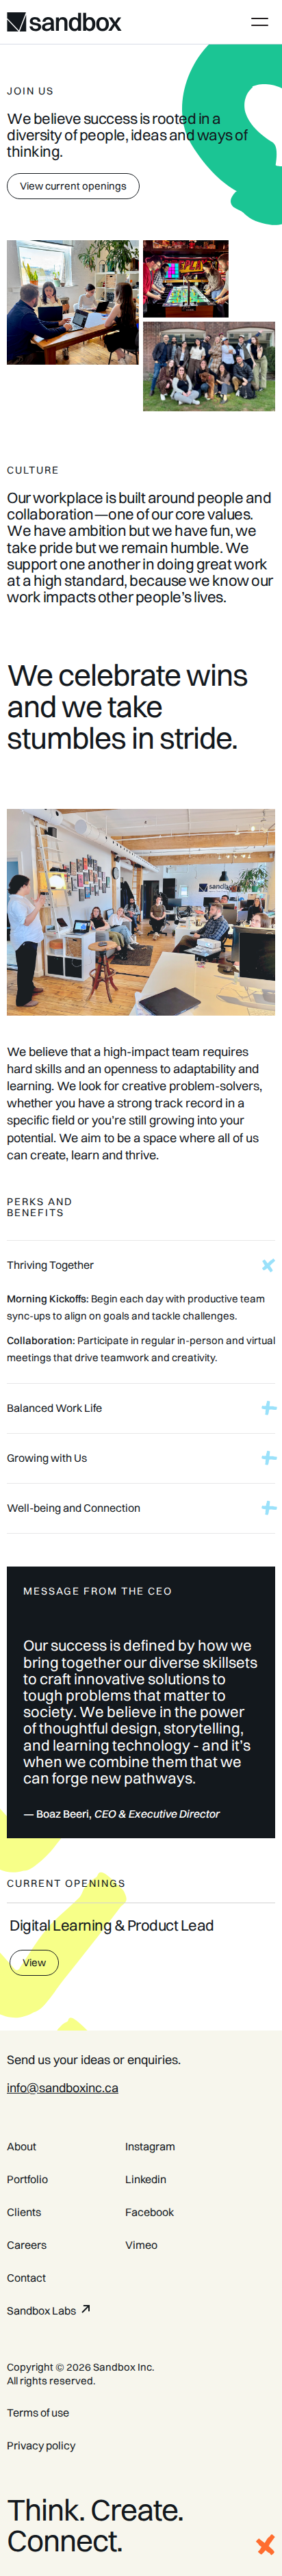 sandbox
JOIN US
We believe success is rooted in a
diversity of people, ideas and ways of
thinking.
View current openings
CULTURE
Our workplace is built around people and
collaboration—one of our core values.
We have ambition but we have fun, we
take pride but we remain humble. We
support one another in doing great work
at a high standard, because we know our
work impacts other people's lives.
We celebrate wins
and we take
stumbles in stride.
We believe that a high-impact team requires
hard skills and an openness to adaptability and
learning. We look for creative problem-solvers,
whether you have a strong track record in a
specific field or you're still growing into your
potential. We aim to be a space where all of us
can create, learn and thrive.
PERKS AND
BENEFITS
Thriving Together
Morning Kickoffs: Begin each day with productive team
sync-ups to align on goals and tackle challenges.
Collaboration: Participate in regular in-person and virtual
meetings that drive teamwork and creativity.
Balanced Work Life
Growing with Us
Well-being and Connection
MESSAGE FROM THE CEO
Our success is defined by how we
bring together our diverse skillsets
to craft innovative solutions to
tough problems that matter to
society. We believe in the power
of thoughtful design, storytelling,
and learning technology - and it's
when we combine them that we
can forge new pathways.
— Boaz Beeri, CEO & Executive Director
CURRENT OPENINGS
Digital Learning & Product Lead
View
Send us your ideas or enquiries.
info@sandboxinc.ca
About
Instagram
Portfolio
Linkedin
Clients
Facebook
Careers
Vimeo
Contact
Sandbox Labs
Copyright © 2026 Sandbox Inc.
All rights reserved.
Terms of use
Privacy policy
Think. Create.
Connect.